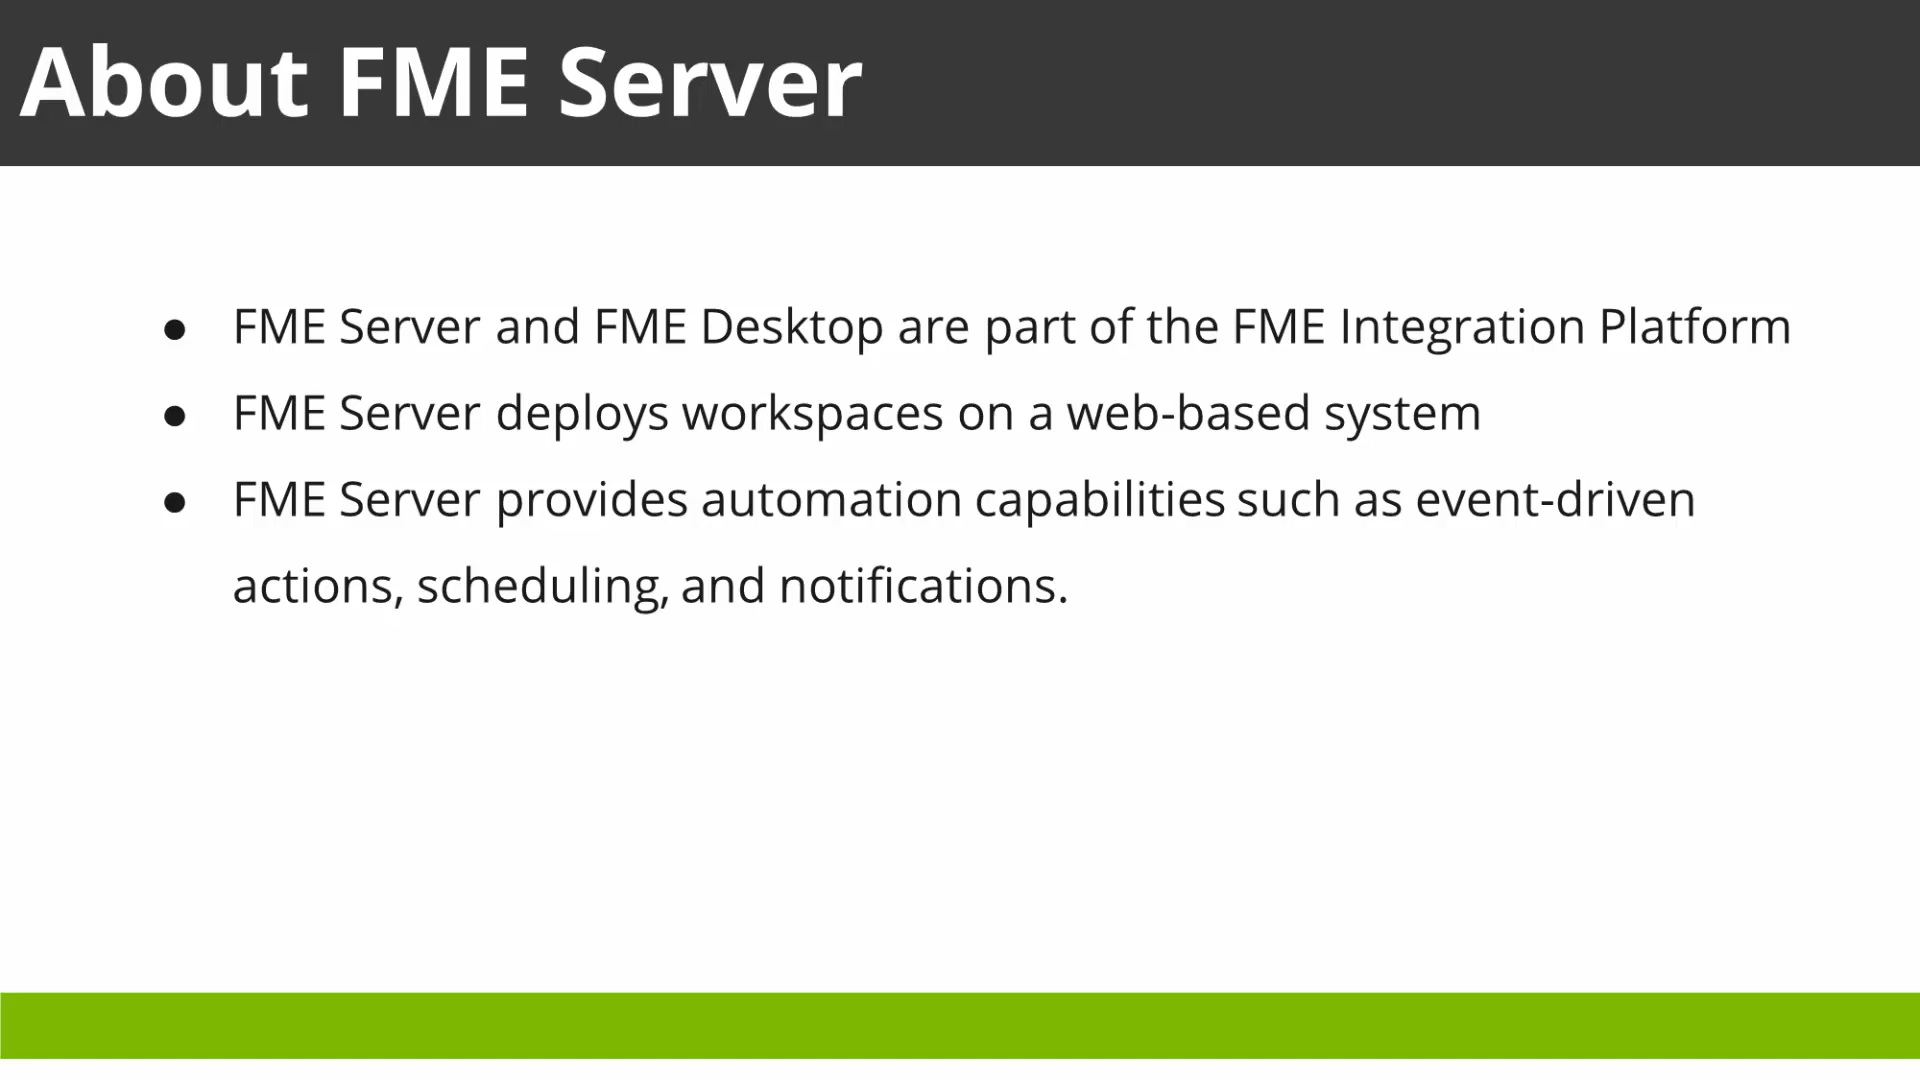 About FME Server
● FME Server and FME Desktop are part of the FME Integration Platform
● FME Server deploys workspaces on a web-based system
● FME Server provides automation capabilities such as event-driven
actions, scheduling, and notifications.